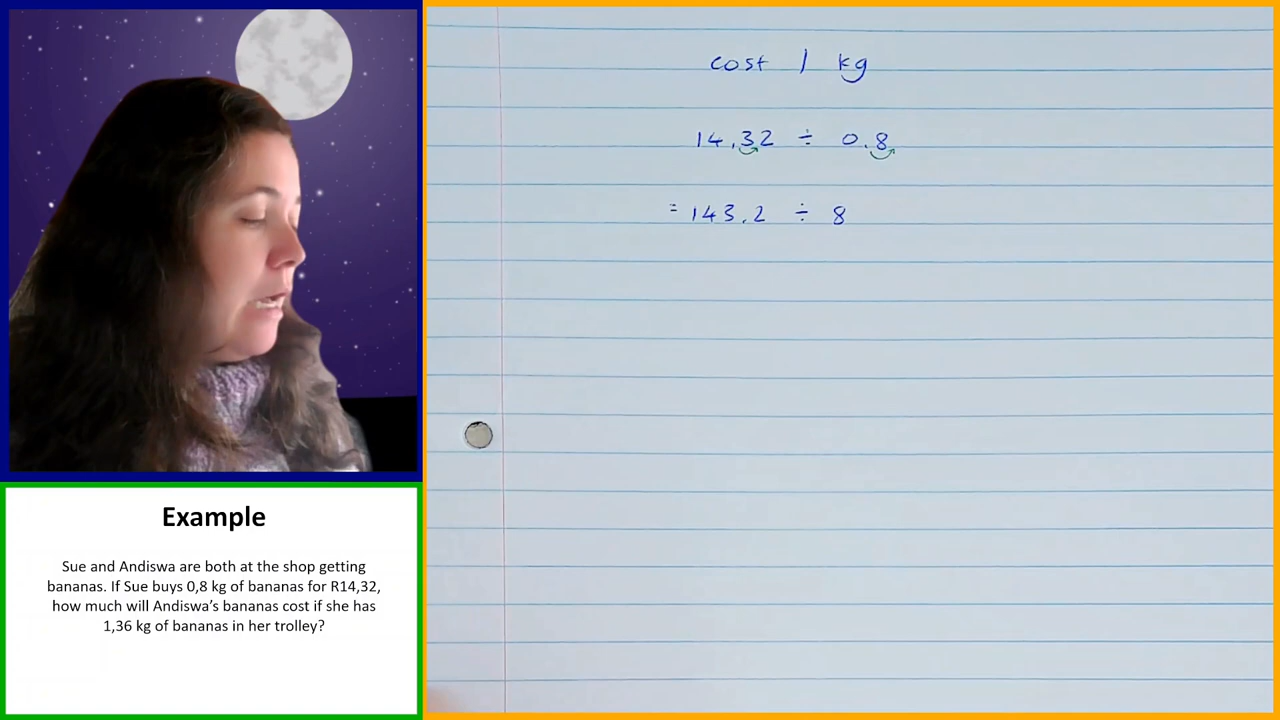 cost 1 kg
14.32 ÷ 0.8
= 143.2 ÷ 8
Example
Sue and Andiswa are both at the shop getting
bananas. If Sue buys 0,8 kg of bananas for R14,32,
how much will Andiswa's bananas cost if she has
1,36 kg of bananas in her trolley?